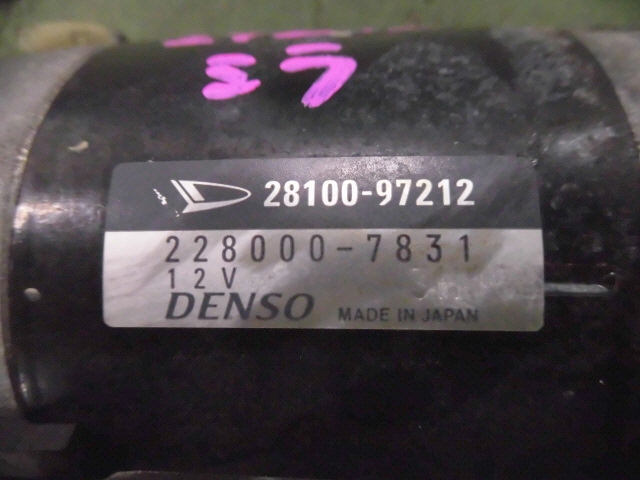 28100-97212
228000-7831
12V
DENSO MADE IN JAPAN